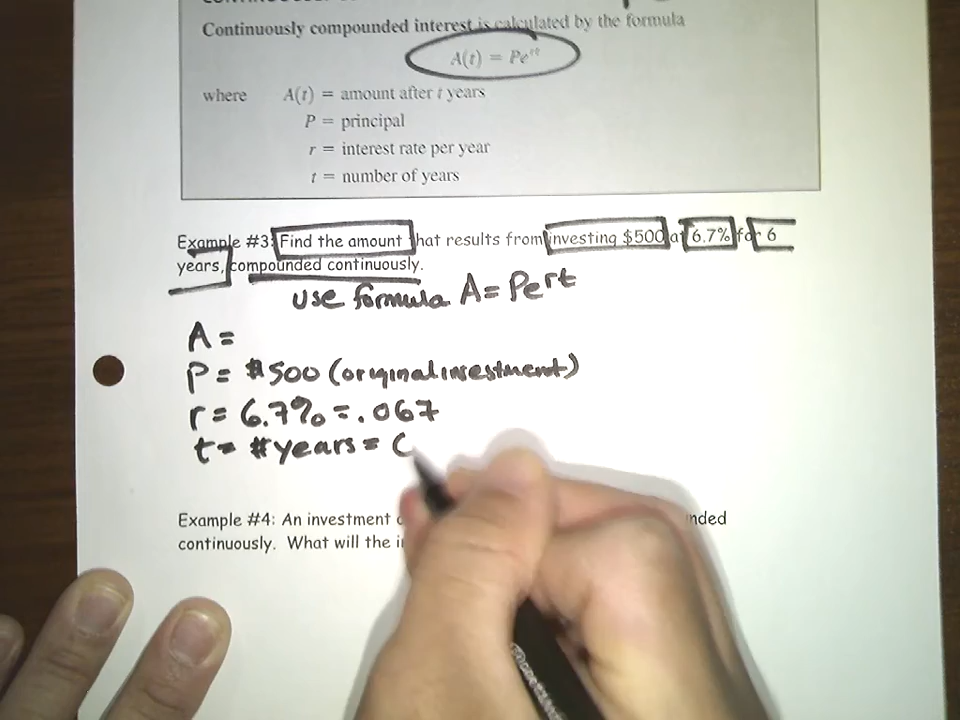 Continuously compounded interest is calculated by the formula
A(t) = Pe^rt
where A(t) = amount after t years
P = principal
r = interest rate per year
t = number of years
Example #3: Find the amount that results from investing $500 at 6.7% for 6
years, compounded continuously.
use formula A = Pe^rt
A =
P = $500 (original investment)
r = 6.7% = .067
t = # years =
Example #4: An investment
continuously. What will the